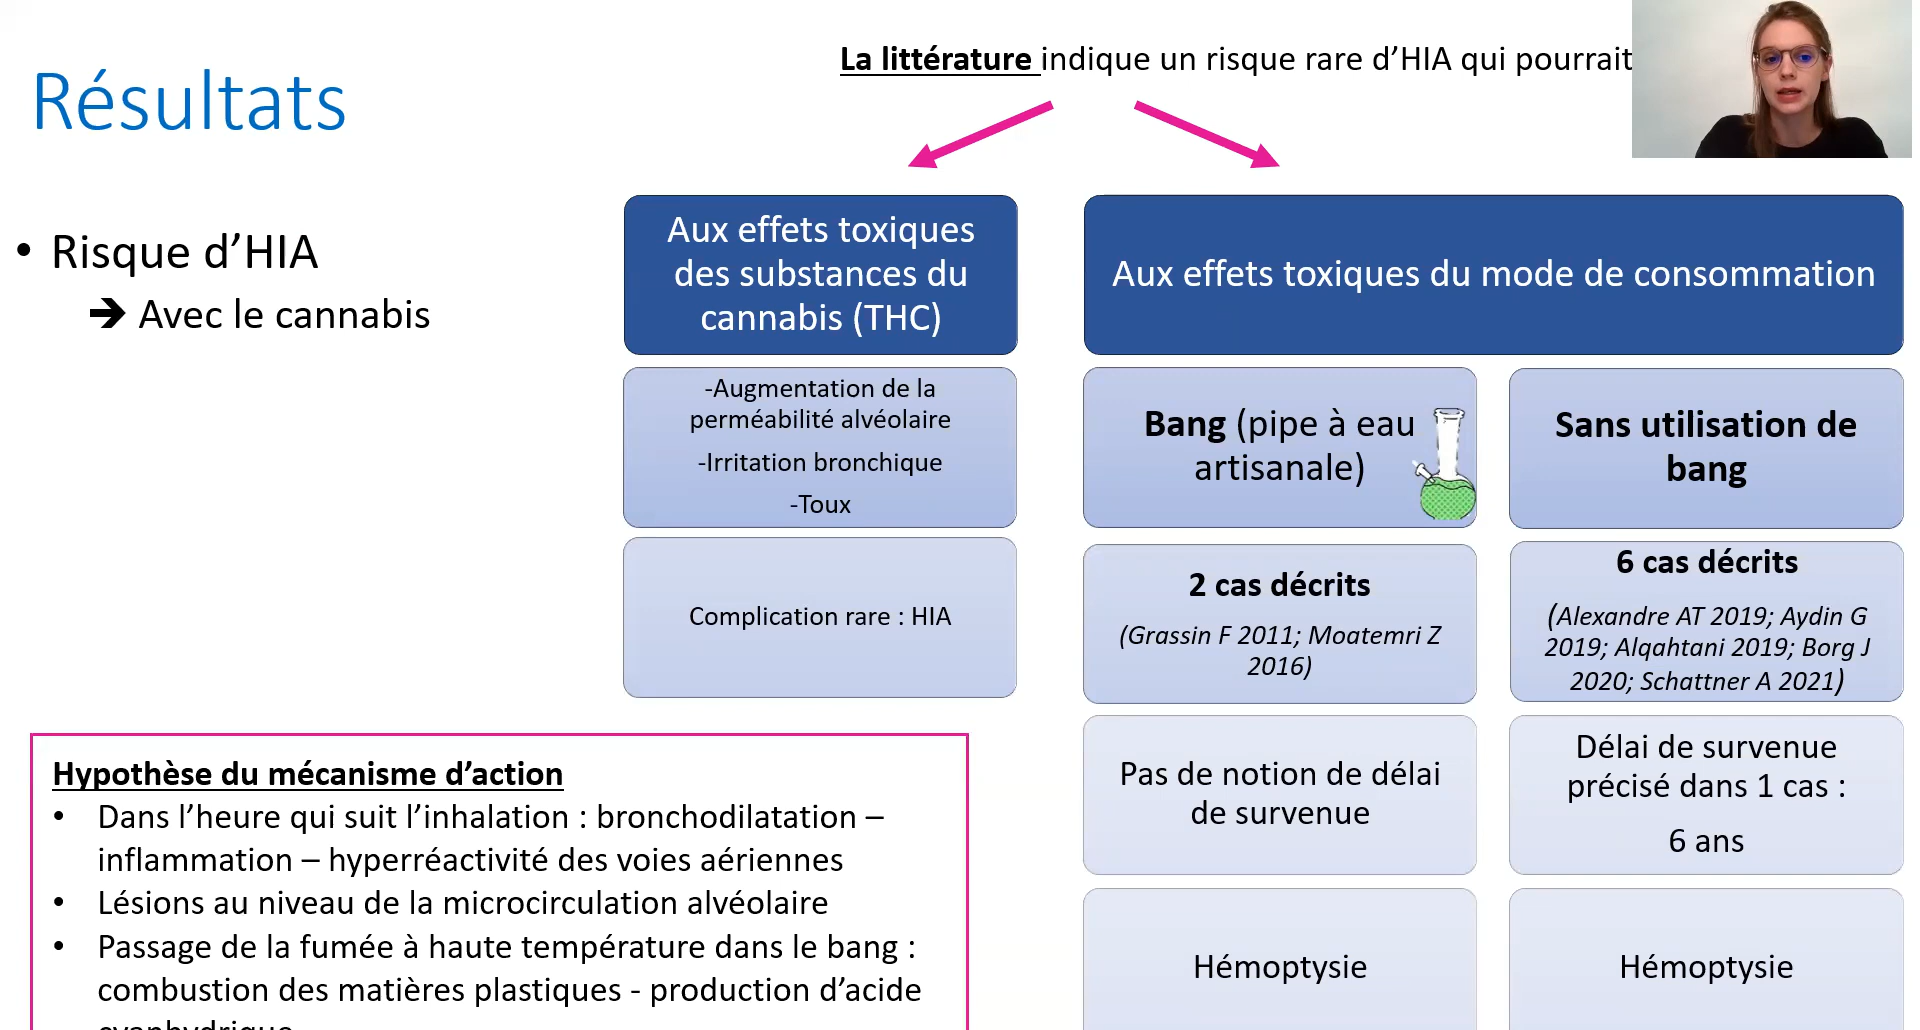 La littérature indique un risque rare d’HIA qui pourrait
Résultats
• Risque d’HIA
➔ Avec le cannabis
Aux effets toxiques
des substances du
cannabis (THC)
-Augmentation de la
perméabilité alvéolaire
-Irritation bronchique
-Toux
Complication rare : HIA
Aux effets toxiques du mode de consommation
Bang (pipe à eau
artisanale)
2 cas décrits
(Grassin F 2011; Moatemri Z
2016)
Pas de notion de délai
de survenue
Hémoptysie
Sans utilisation de
bang
6 cas décrits
(Alexandre AT 2019; Aydin G
2019; Alqahtani 2019; Borg J
2020; Schattner A 2021)
Délai de survenue
précisé dans 1 cas :
6 ans
Hémoptysie
Hypothèse du mécanisme d’action
• Dans l’heure qui suit l’inhalation : bronchodilatation –
inflammation – hyperréactivité des voies aériennes
• Lésions au niveau de la microcirculation alvéolaire
• Passage de la fumée à haute température dans le bang :
combustion des matières plastiques - production d’acide
cyanhydrique